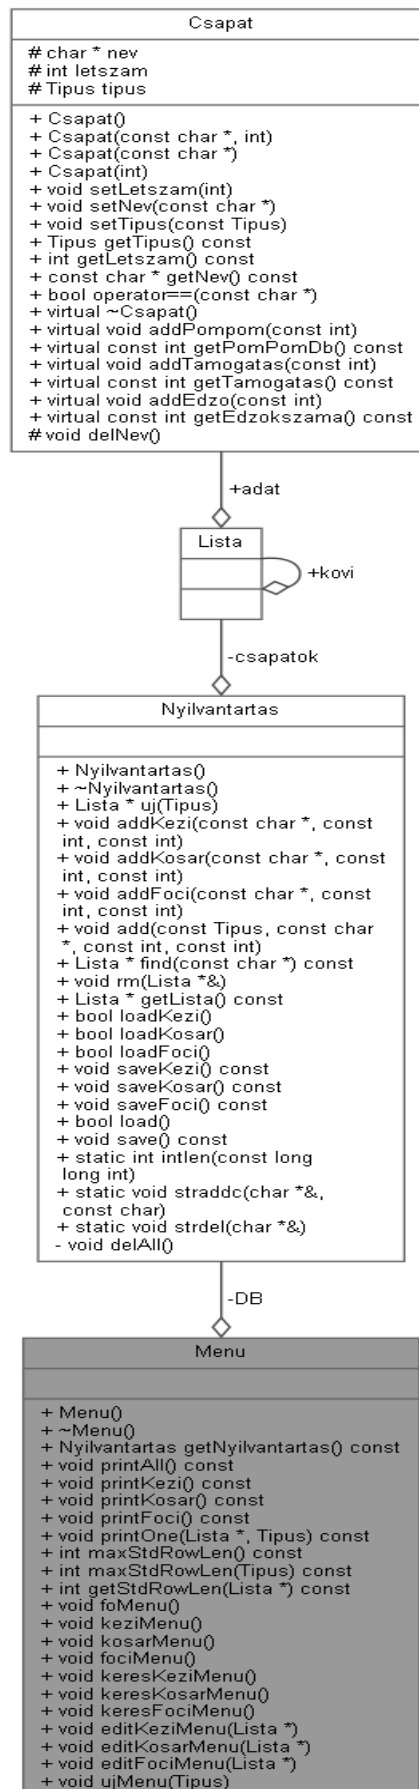 Csapat
# char * nev
# int letszam
# Tipus tipus
+ Csapat()
+ Csapat(const char *, int)
+ Csapat(const char *)
+ Csapat(int)
+ void setLetszam(int)
+ void setNev(const char *)
+ void setTipus(const Tipus)
+ Tipus getTipus() const
+ int getLetszam() const
+ const char * getNev() const
+ bool operator==(const char *)
+ virtual ~Csapat()
+ virtual void addPompom(const int)
+ virtual const int getPomPomDb() const
+ virtual void addTamogatas(const int)
+ virtual const int getTamogatas() const
+ virtual void addEdzo(const int)
+ virtual const int getEdzokszama() const
# void delNev()
+adat
Lista
+kovi
-csapatok
Nyilvantartas
+ Nyilvantartas()
+ ~Nyilvantartas()
+ Lista * uj(Tipus)
+ void addKezi(const char *, const
int, const int)
+ void addKosar(const char *, const
int, const int)
+ void addFoci(const char *, const
int, const int)
+ void add(const Tipus, const char
*, const int, const int)
+ Lista * find(const char *) const
+ void rm(Lista *&)
+ Lista * getLista() const
+ bool loadKezi()
+ bool loadKosar()
+ bool loadFoci()
+ void saveKezi() const
+ void saveKosar() const
+ void saveFoci() const
+ bool load()
+ void save() const
+ static int intlen(const long
long int)
+ static void straddc(char *&,
const char)
+ static void strdel(char *&)
- void delAll()
-DB
Menu
+ Menu()
+ ~Menu()
+ Nyilvantartas getNyilvantartas() const
+ void printAll() const
+ void printKezi() const
+ void printKosar() const
+ void printFoci() const
+ void printOne(Lista *, Tipus) const
+ int maxStdRowLen() const
+ int maxStdRowLen(Tipus) const
+ int getStdRowLen(Lista *) const
+ void foMenu()
+ void keziMenu()
+ void kosarMenu()
+ void fociMenu()
+ void keresKeziMenu()
+ void keresKosarMenu()
+ void keresFociMenu()
+ void editKeziMenu(Lista *)
+ void editKosarMenu(Lista *)
+ void editFociMenu(Lista *)
+ void ujMenu(Tipus)